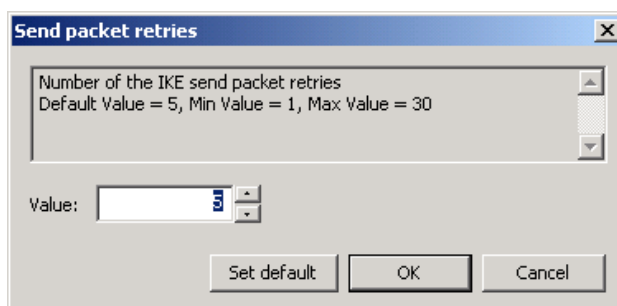 Send packet retries
Number of the IKE send packet retries
Default Value = 5, Min Value = 1, Max Value = 30
Value: 5
Set default OK Cancel